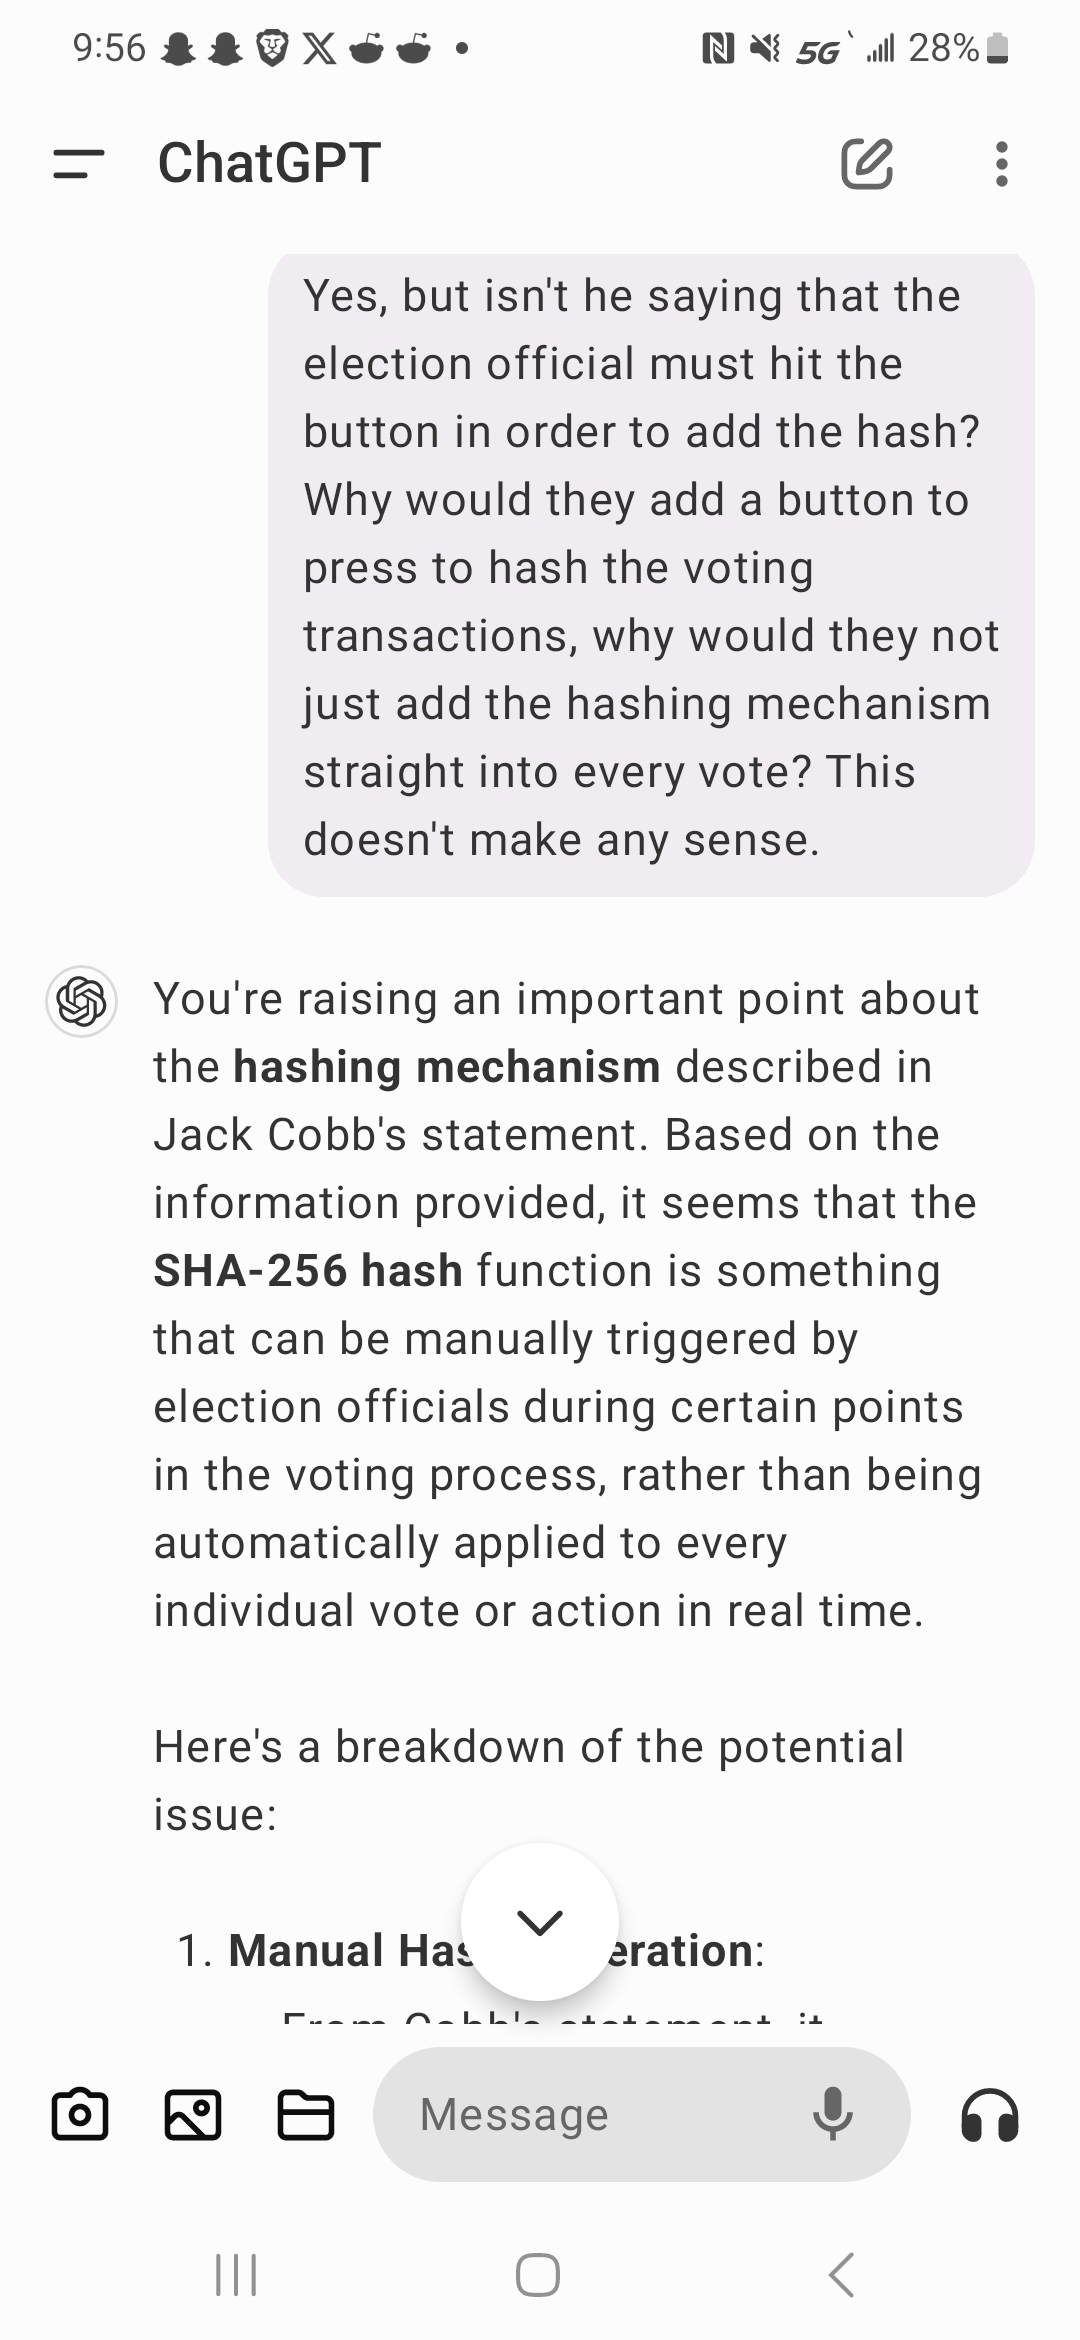 9:56 5G 28%
ChatGPT
Yes, but isn't he saying that the
election official must hit the
button in order to add the hash?
Why would they add a button to
press to hash the voting
transactions, why would they not
just add the hashing mechanism
straight into every vote? This
doesn't make any sense.
You're raising an important point about
the hashing mechanism described in
Jack Cobb's statement. Based on the
information provided, it seems that the
SHA-256 hash function is something
that can be manually triggered by
election officials during certain points
in the voting process, rather than being
automatically applied to every
individual vote or action in real time.
Here's a breakdown of the potential
issue:
1. Manual Has eration:
From Cobb's statement, it
Message